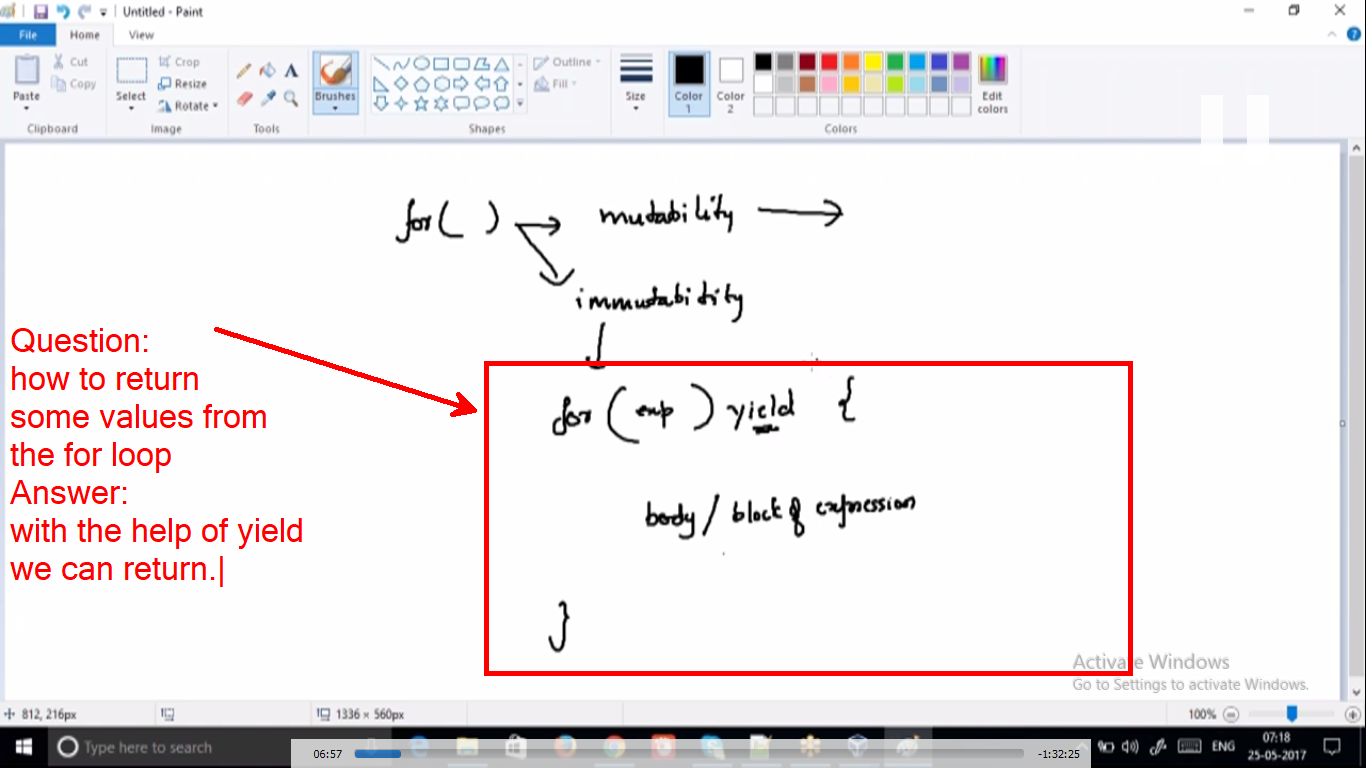 Untitled - Paint
File
Home
View
Paste
Cut
Copy
Clipboard
Select
Crop
Resize
Rotate
Image
Tools
Brushes
Shapes
Outline
Fill
Size
Color
1
Color
2
Edit
colors
Colors
for( )
mutability
immutability
for (exp) yield {
body / block of expression
}
Question:
how to return
some values from
the for loop
Answer:
with the help of yield
we can return.
Activate Windows
Go to Settings to activate Windows.
812, 216px
1336 × 560px
100%
Type here to search
06:57
-1:32:25
ENG
07:18
25-05-2017